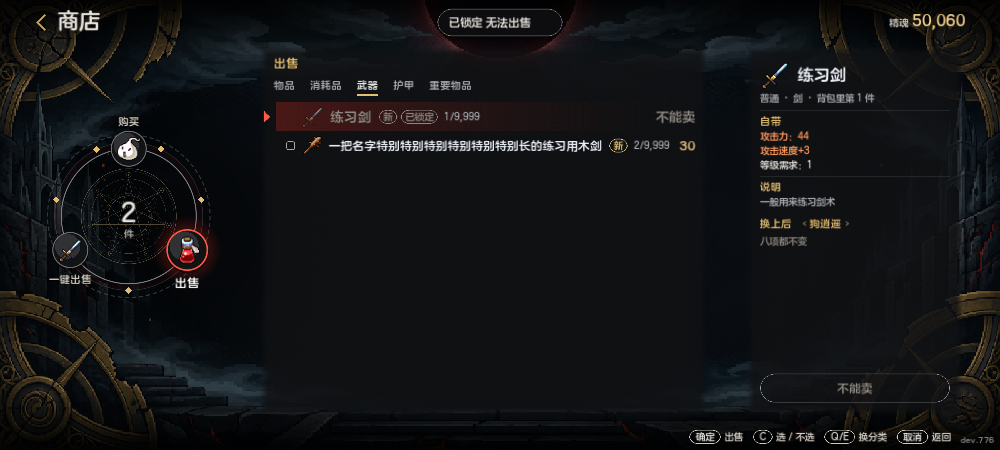 商店
已锁定 无法出售
精魂 50,060
购买
2
件
一键出售
出售
出售
物品 消耗品 武器 护甲 重要物品
练习剑 新 已锁定 1/9,999 不能卖
一把名字特别特别特别特别特别特别长的练习用木剑 新 2/9,999 30
练习剑
普通 · 剑 · 背包里第 1 件
自带
攻击力: 44
攻击速度+3
等级需求: 1
说明
一般用来练习剑术
换上后 ‹ 狗逍遥 ›
八项都不变
不能卖
确定 出售 C 选 / 不选 Q/E 换分类 取消 返回
dev.776